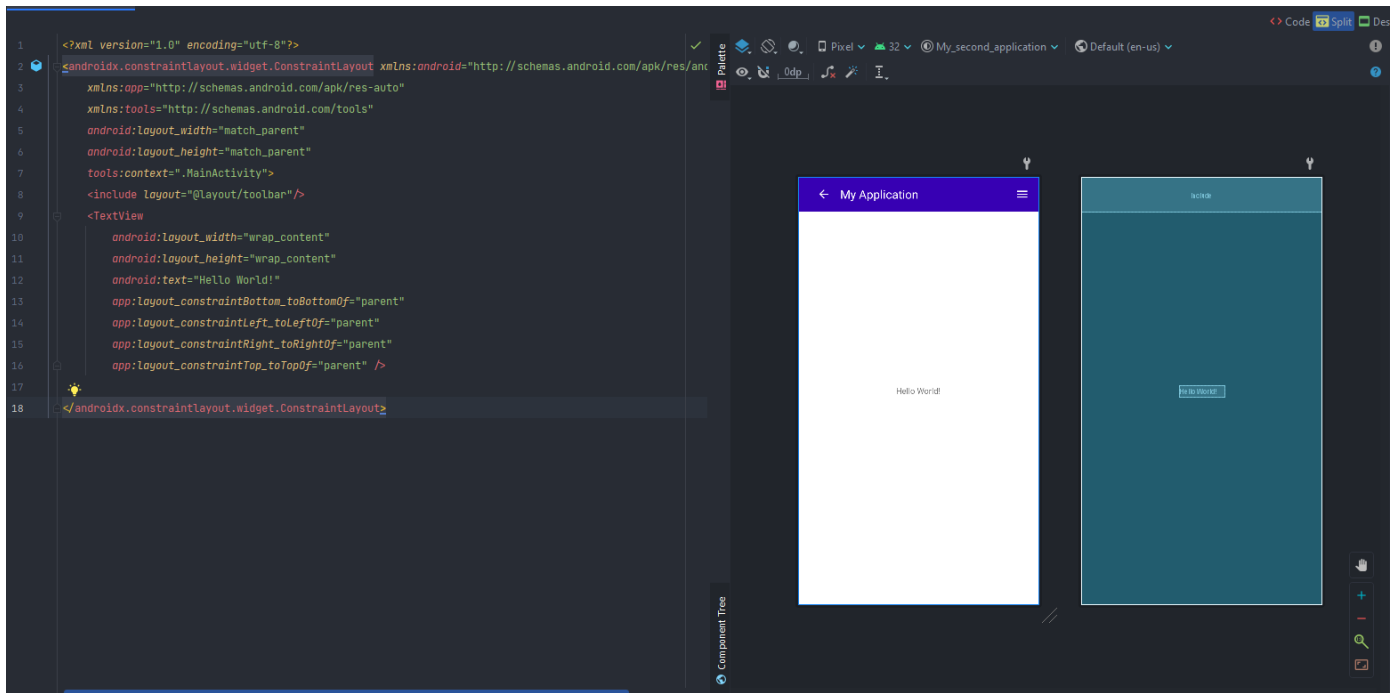 Code Split Des
1 <?xml version="1.0" encoding="utf-8"?>
2 <androidx.constraintlayout.widget.ConstraintLayout xmlns:android="http://schemas.android.com/apk/res/and
3 xmlns:app="http://schemas.android.com/apk/res-auto"
4 xmlns:tools="http://schemas.android.com/tools"
5 android:layout_width="match_parent"
6 android:layout_height="match_parent"
7 tools:context=".MainActivity">
8 <include layout="@layout/toolbar"/>
9 <TextView
10 android:layout_width="wrap_content"
11 android:layout_height="wrap_content"
12 android:text="Hello World!"
13 app:layout_constraintBottom_toBottomOf="parent"
14 app:layout_constraintLeft_toLeftOf="parent"
15 app:layout_constraintRight_toRightOf="parent"
16 app:layout_constraintTop_toTopOf="parent" />
17
18 </androidx.constraintlayout.widget.ConstraintLayout>
Palette
Component Tree
Pixel 32 My_second_application Default (en-us)
0dp
My Application
Hello World!
include
Hello World!